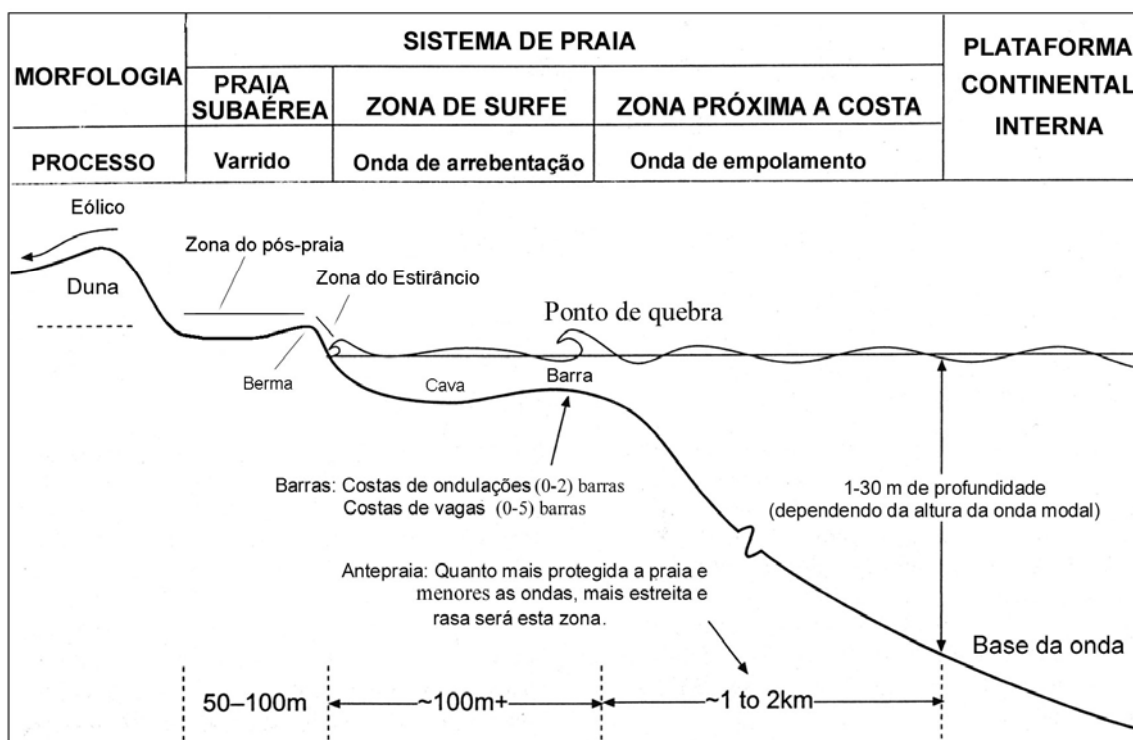 SISTEMA DE PRAIA
PLATAFORMA
CONTINENTAL
INTERNA
MORFOLOGIA
PRAIA
SUBAÉREA
ZONA DE SURFE
ZONA PRÓXIMA A COSTA
PROCESSO
Varrido
Onda de arrebentação
Onda de empolamento
Eólico
Zona do pós-praia
Zona do Estirâncio
Duna
Ponto de quebra
Berma
Cava
Barra
Barras: Costas de ondulações (0-2) barras
Costas de vagas (0-5) barras
1-30 m de profundidade
(dependendo da altura da onda modal)
Antepraia: Quanto mais protegida a praia e
menores as ondas, mais estreita e
rasa será esta zona.
Base da onda
50–100m
~100m+
~1 to 2km